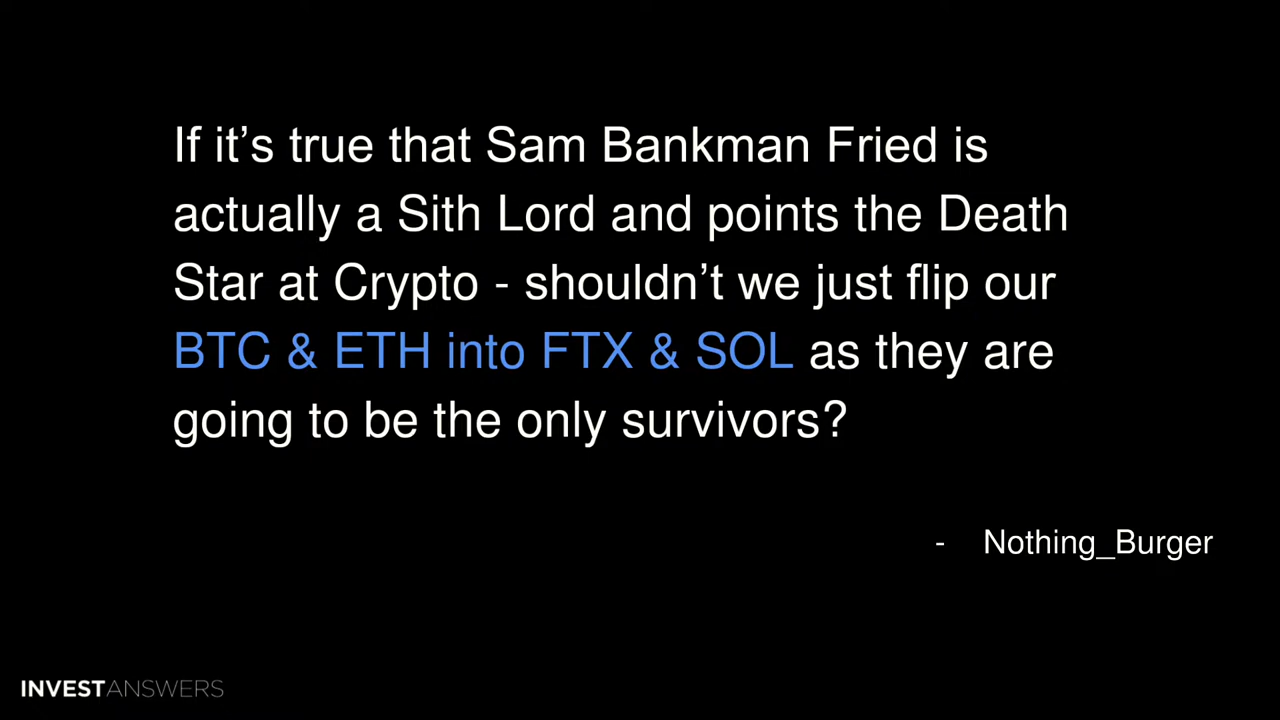 If it’s true that Sam Bankman Fried is
actually a Sith Lord and points the Death
Star at Crypto - shouldn’t we just flip our
BTC & ETH into FTX & SOL as they are
going to be the only survivors?
- Nothing_Burger
INVESTANSWERS